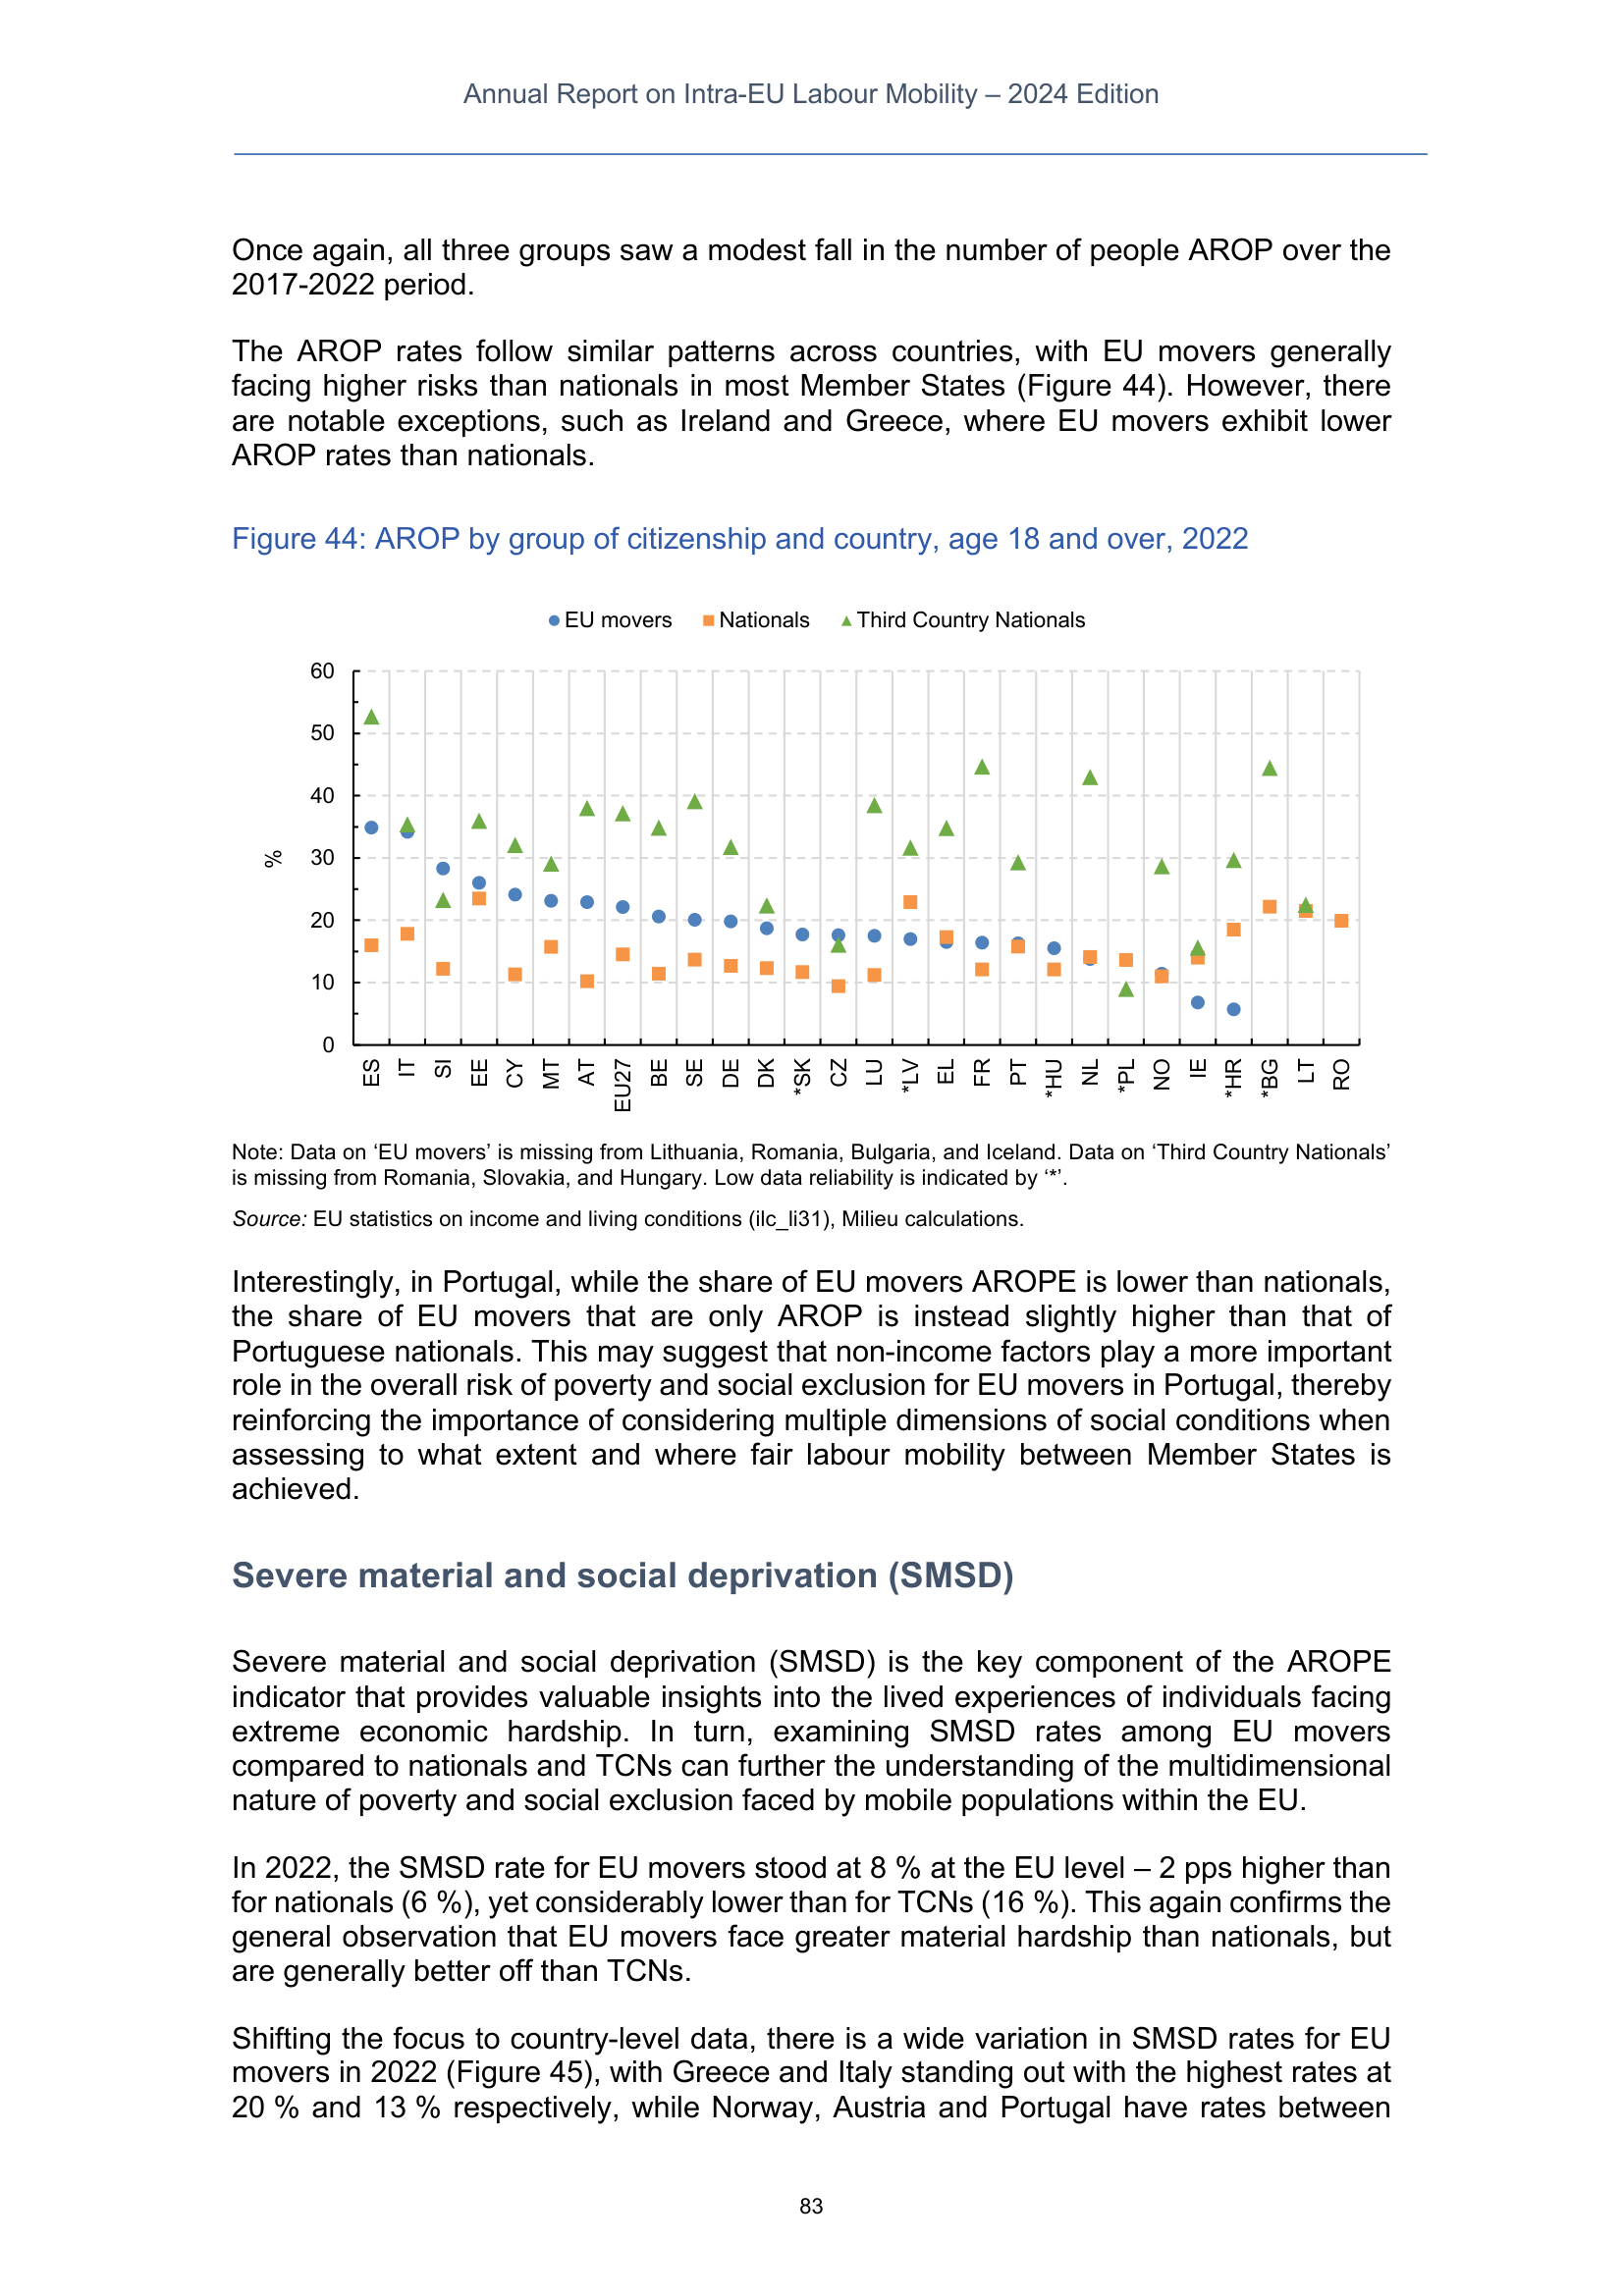 Annual Report on Intra-EU Labour Mobility – 2024 Edition
Once again, all three groups saw a modest fall in the number of people AROP over the
2017-2022 period.
The AROP rates follow similar patterns across countries, with EU movers generally
facing higher risks than nationals in most Member States (Figure 44). However, there
are notable exceptions, such as Ireland and Greece, where EU movers exhibit lower
AROP rates than nationals.
Figure 44: AROP by group of citizenship and country, age 18 and over, 2022
EU movers Nationals Third Country Nationals
60
50
40
30
20
10
0
%
ES IT SI EE CY MT AT EU27 BE SE DE DK *SK CZ LU *LV EL FR PT *HU NL *PL NO IE *HR *BG LT RO
Note: Data on ‘EU movers’ is missing from Lithuania, Romania, Bulgaria, and Iceland. Data on ‘Third Country Nationals’
is missing from Romania, Slovakia, and Hungary. Low data reliability is indicated by ‘*’.
Source: EU statistics on income and living conditions (ilc_li31), Milieu calculations.
Interestingly, in Portugal, while the share of EU movers AROPE is lower than nationals,
the share of EU movers that are only AROP is instead slightly higher than that of
Portuguese nationals. This may suggest that non-income factors play a more important
role in the overall risk of poverty and social exclusion for EU movers in Portugal, thereby
reinforcing the importance of considering multiple dimensions of social conditions when
assessing to what extent and where fair labour mobility between Member States is
achieved.
Severe material and social deprivation (SMSD)
Severe material and social deprivation (SMSD) is the key component of the AROPE
indicator that provides valuable insights into the lived experiences of individuals facing
extreme economic hardship. In turn, examining SMSD rates among EU movers
compared to nationals and TCNs can further the understanding of the multidimensional
nature of poverty and social exclusion faced by mobile populations within the EU.
In 2022, the SMSD rate for EU movers stood at 8 % at the EU level – 2 pps higher than
for nationals (6 %), yet considerably lower than for TCNs (16 %). This again confirms the
general observation that EU movers face greater material hardship than nationals, but
are generally better off than TCNs.
Shifting the focus to country-level data, there is a wide variation in SMSD rates for EU
movers in 2022 (Figure 45), with Greece and Italy standing out with the highest rates at
20 % and 13 % respectively, while Norway, Austria and Portugal have rates between
83